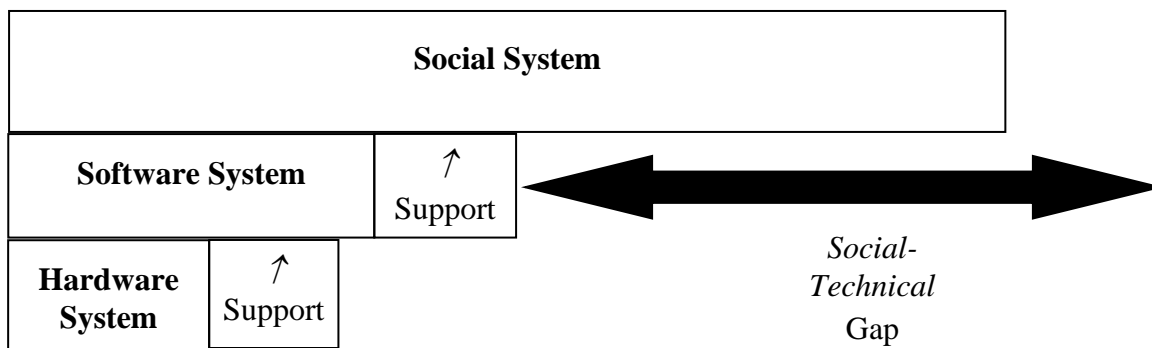 Social System
Software System
↑
Support
Hardware
System
↑
Support
Social-
Technical
Gap